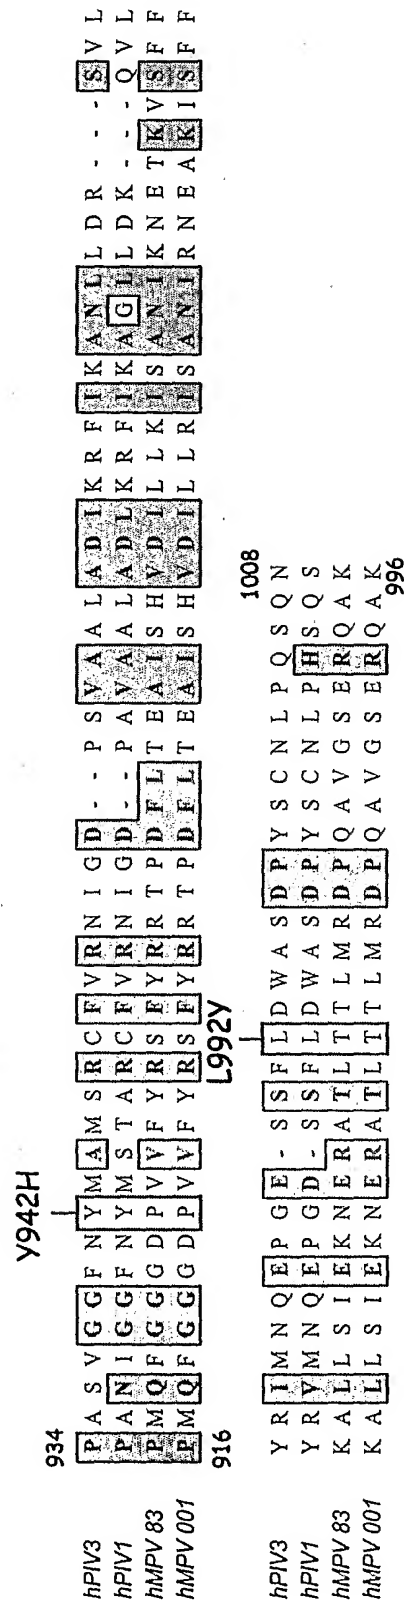 Y942H
934
hPIV3 P A S V G G F N Y M A M S R C F V R N I G D - - P S V A A L A D I K R F I K A N L L D R - - - S V L
hPIV1 P A N I G G F N Y M S T A R C F V R N I G D - - P A V A A L A D L K R F I K A G L L D K - - - Q V L
hMPV 83 P M Q F G G G D P V V F Y R S F Y R R T P D F L T E A I S H V D I L L K I S A N I K N E T K V S F F
hMPV 001 P M Q F G G G D P V V F Y R S F Y R R T P D F L T E A I S H V D I L L R I S A N I R N E A K I S F F
916
L992Y
1008
hPIV3 Y R I M N Q E P G E - S S F L D W A S D P Y S C N L P Q S Q N
hPIV1 Y R V M N Q E P G D - S S F L D W A S D P Y S C N L P H S Q S
hMPV 83 K A L L S I E K N E R A T L T T L M R D P Q A V G S E R Q A K
hMPV 001 K A L L S I E K N E R A T L T T L M R D P Q A V G S E R Q A K
996